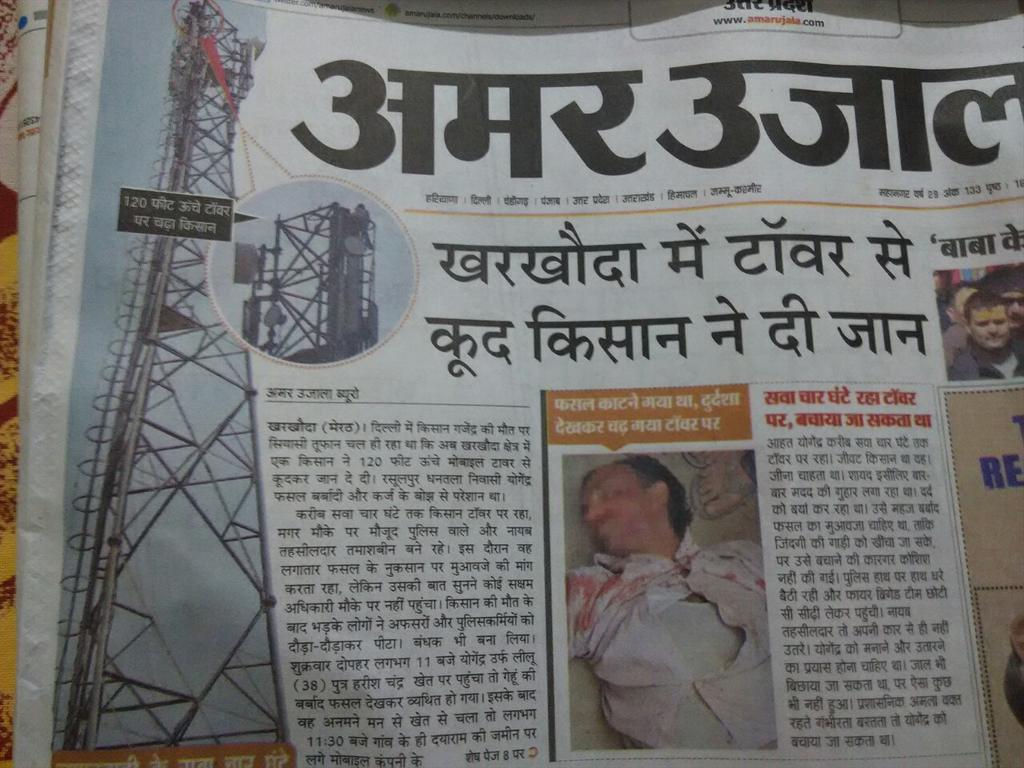 amarujala.com/channels/downloads/
उत्तर प्रदेश
www.amarujala.com
अमर उजाल
हरियाणा । दिल्ली । चंडीगढ़ । पंजाब । उत्तर प्रदेश । उत्तराखंड । हिमाचल । जम्मू-कश्मीर
वर्ष 29 अंक 133 पृष्ठ :
120 फीट ऊंचे टॉवर
पर चढ़ा किसान
खरखौदा में टॉवर से
कूद किसान ने दी जान
'बाबा के
अमर उजाला ब्यूरो
खरखौदा (मेरठ)। दिल्ली में किसान गजेंद्र की मौत पर
सियासी तूफान चल ही रहा था कि अब खरखौदा क्षेत्र में
एक किसान ने 120 फीट ऊंचे मोबाइल टावर से
कूदकर जान दे दी। रसूलपुर धनतला निवासी योगेंद्र
फसल बर्बादी और कर्ज के बोझ से परेशान था।
करीब सवा चार घंटे तक किसान टॉवर पर रहा,
मगर मौके पर मौजूद पुलिस वाले और नायब
तहसीलदार तमाशबीन बने रहे। इस दौरान वह
लगातार फसल के नुकसान पर मुआवजे की मांग
करता रहा, लेकिन उसकी बात सुनने कोई सक्षम
अधिकारी मौके पर नहीं पहुंचा। किसान की मौत के
बाद भड़के लोगों ने अफसरों और पुलिसकर्मियों को
दौड़ा-दौड़ाकर पीटा। बंधक भी बना लिया।
शुक्रवार दोपहर लगभग 11 बजे योगेंद्र उर्फ लीलू
(38) पुत्र हरीश चंद्र खेत पर पहुंचा तो गेहूं की
बर्बाद फसल देखकर व्यथित हो गया। इसके बाद
वह अनमने मन से खेत से चला तो लगभग
11:30 बजे गांव के ही दयाराम की जमीन पर
लगे मोबाइल कंपनी के शेष पेज 8 पर
फसल काटने गया था, दुर्दशा
देखकर चढ़ गया टॉवर पर
सवा चार घंटे रहा टॉवर
पर, बचाया जा सकता था
आहत योगेंद्र करीब सवा चार घंटे तक
टॉवर पर रहा। जीवट किसान था वह।
जीना चाहता था। शायद इसीलिए बार-
बार मदद की गुहार लगा रहा था। दर्द
को बयां कर रहा था। उसे महज बर्बाद
फसल का मुआवजा चाहिए था, ताकि
जिंदगी की गाड़ी को खींचा जा सके,
पर उसे बचाने की कारगर कोशिश
नहीं की गई। पुलिस हाथ पर हाथ धरे
बैठी रही और फायर ब्रिगेड टीम छोटी
सी सीढ़ी लेकर पहुंची। नायब
तहसीलदार तो अपनी कार से ही नहीं
उतरे। योगेंद्र को मनाने और उतारने
का प्रयास होना चाहिए था। जाल भी
बिछाया जा सकता था, पर ऐसा कुछ
भी नहीं हुआ। प्रशासनिक अमला वक्त
रहते गंभीरता बरतता तो योगेंद्र को
बचाया जा सकता था।
RE